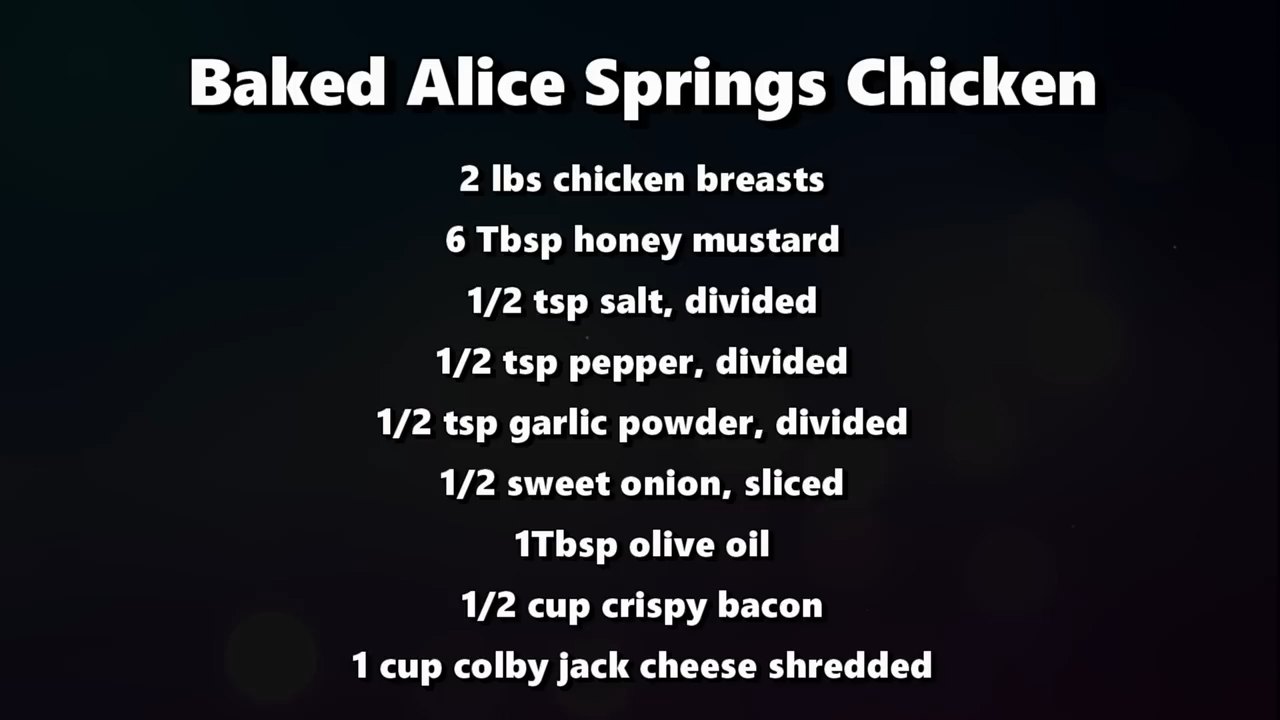 Baked Alice Springs Chicken
2 lbs chicken breasts
6 Tbsp honey mustard
1/2 tsp salt, divided
1/2 tsp pepper, divided
1/2 tsp garlic powder, divided
1/2 sweet onion, sliced
1Tbsp olive oil
1/2 cup crispy bacon
1 cup colby jack cheese shredded